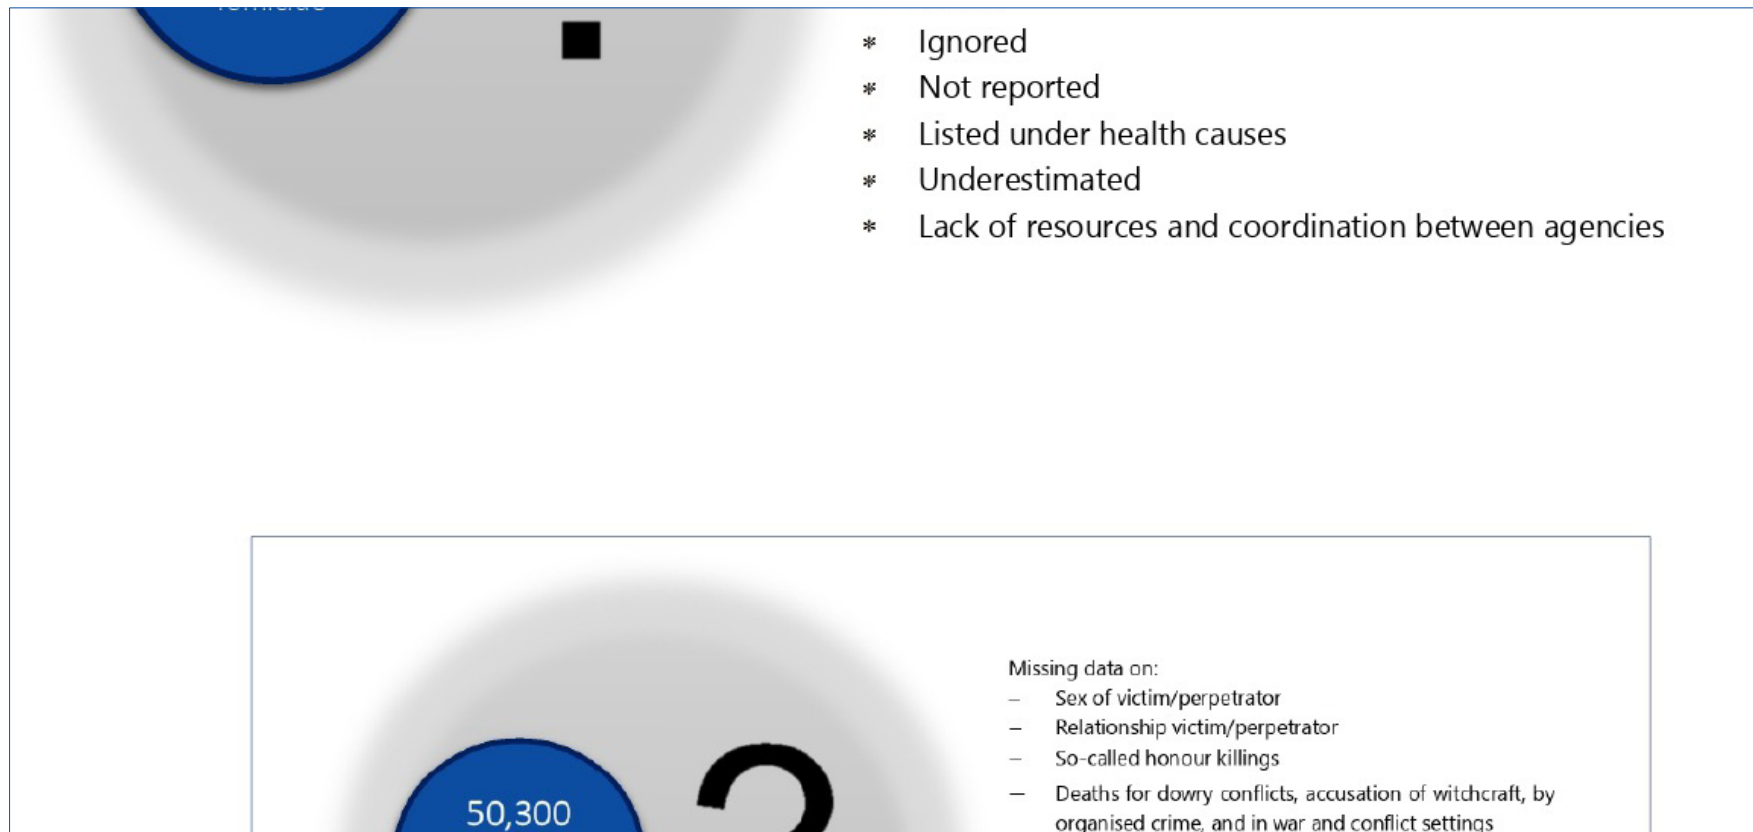 * Ignored
* Not reported
* Listed under health causes
* Underestimated
* Lack of resources and coordination between agencies
Missing data on:
– Sex of victim/perpetrator
– Relationship victim/perpetrator
– So-called honour killings
– Deaths for dowry conflicts, accusation of witchcraft, by
organised crime, and in war and conflict settings
50,300
?